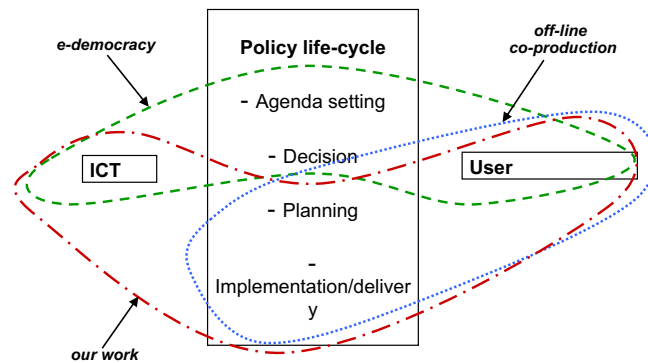 e-democracy
Policy life-cycle
off-line
co-production
- Agenda setting
ICT
- Decision
User
- Planning
-
Implementation/deliver
y
our work